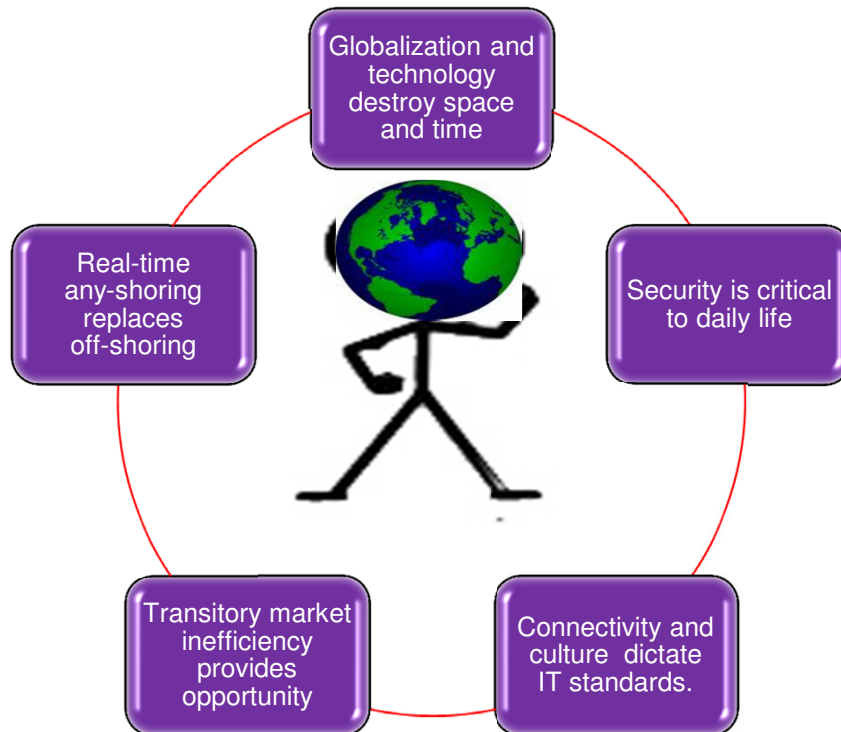 Globalization and
technology
destroy space
and time
Security is critical
to daily life
Connectivity and
culture dictate
IT standards.
Transitory market
inefficiency
provides
opportunity
Real-time
any-shoring
replaces
off-shoring